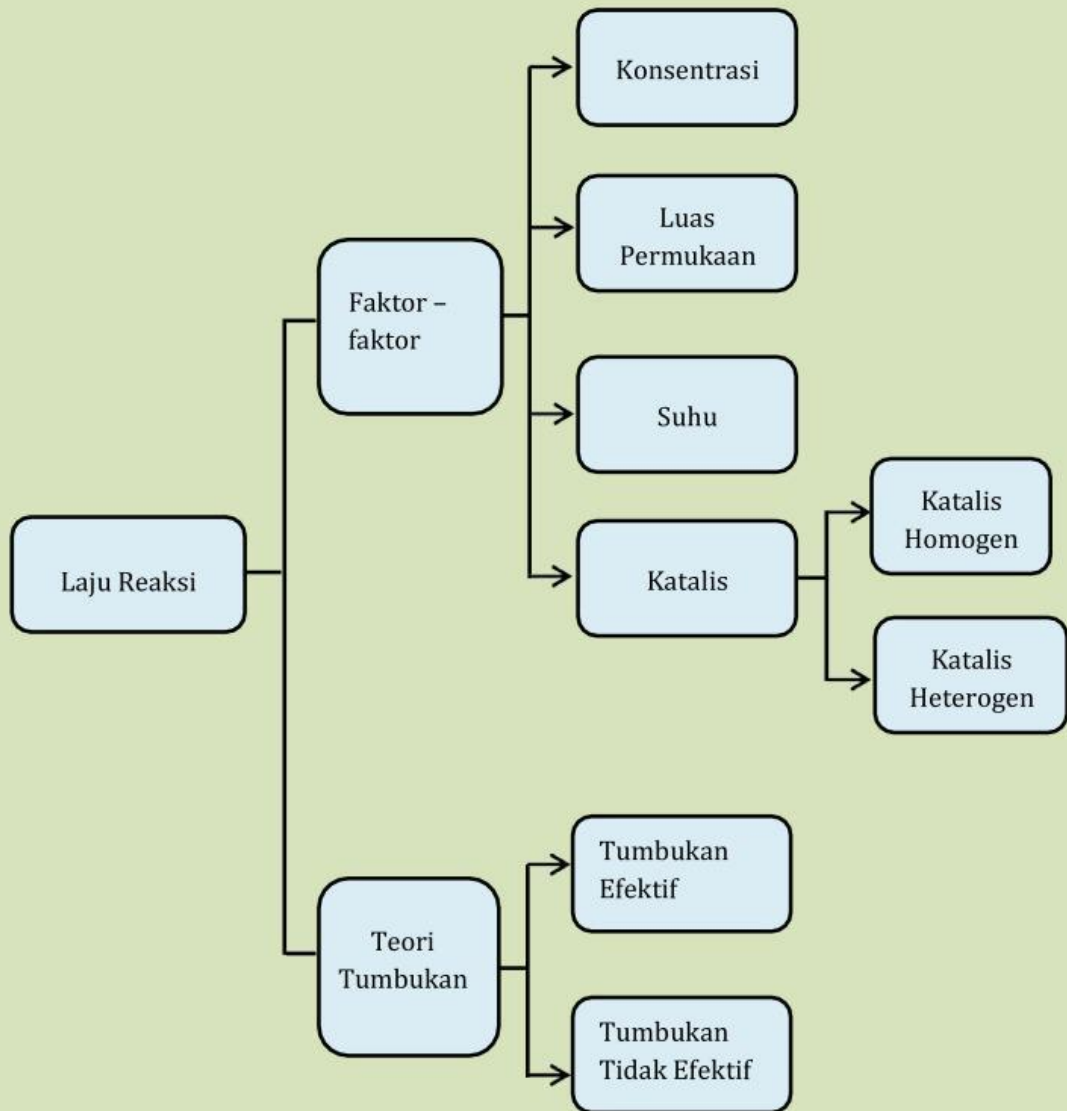 Konsentrasi
Luas
Permukaan
Faktor –
faktor
Suhu
Katalis
Homogen
Laju Reaksi
Katalis
Katalis
Heterogen
Tumbukan
Efektif
Teori
Tumbukan
Tumbukan
Tidak Efektif